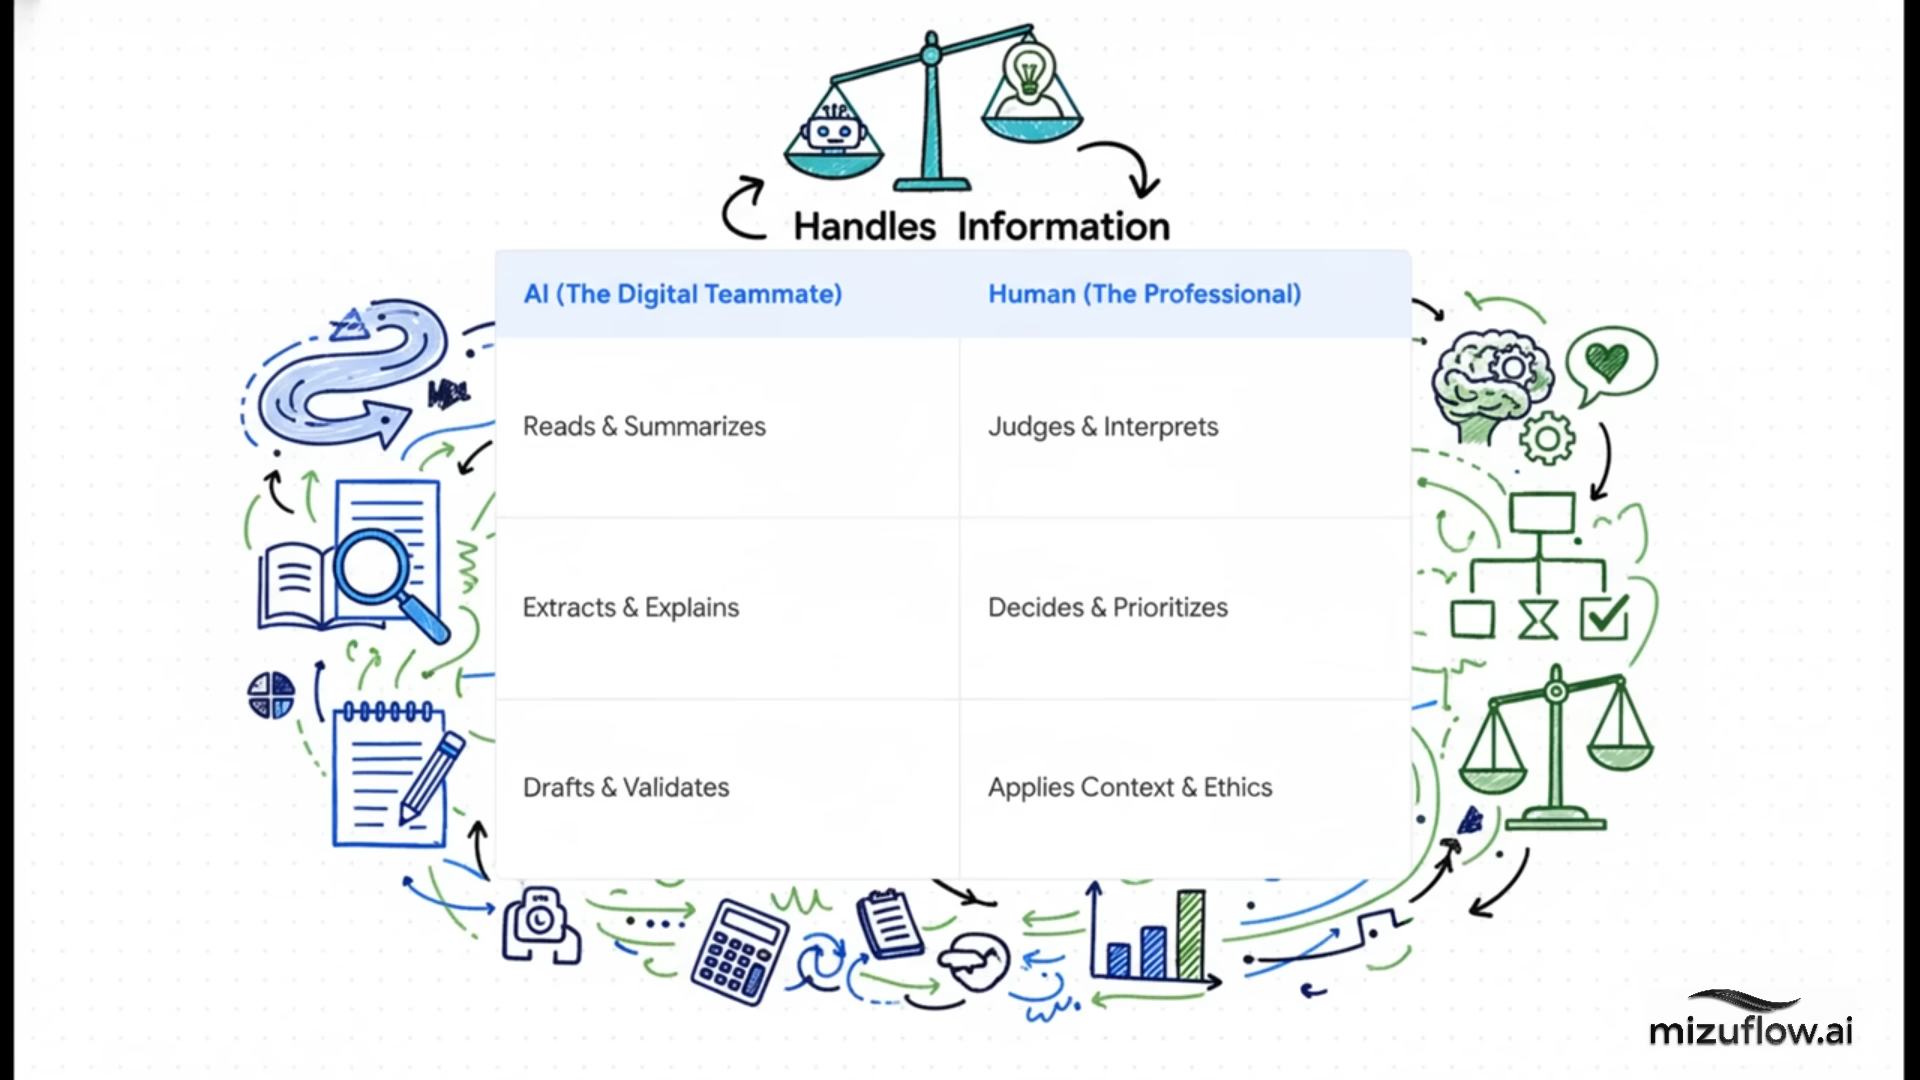 Handles Information
AI (The Digital Teammate)
Human (The Professional)
Reads & Summarizes
Judges & Interprets
Extracts & Explains
Decides & Prioritizes
Drafts & Validates
Applies Context & Ethics
mizuflow.ai